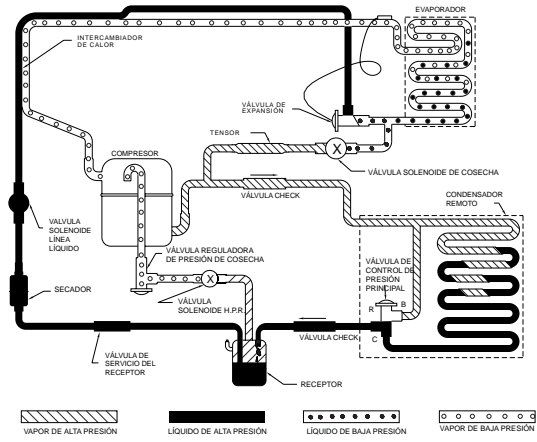 EVAPORADOR
INTERCAMBIADOR
DE CALOR
VÁLVULA DE
EXPANSIÓN
TENSOR
X
COMPRESOR
VÁLVULA SOLENOIDE DE COSECHA
VÁLVULA CHECK
CONDENSADOR
REMOTO
VALVULA
SOLENOIDE
LÍNEA
LÍQUIDO
VÁLVULA REGULADORA
DE PRESIÓN DE COSECHA
VÁLVULA DE
CONTROL DE
PRESIÓN
PRINCIPAL
X
SECADOR
VÁLVULA
SOLENOIDE H.P.R.
R
B
C
VÁLVULA CHECK
VÁLVULA DE
SERVICIO DEL
RECEPTOR
RECEPTOR
VAPOR DE ALTA PRESIÓN
LÍQUIDO DE ALTA PRESIÓN
LÍQUIDO DE BAJA PRESIÓN
VAPOR DE BAJA PRESIÓN